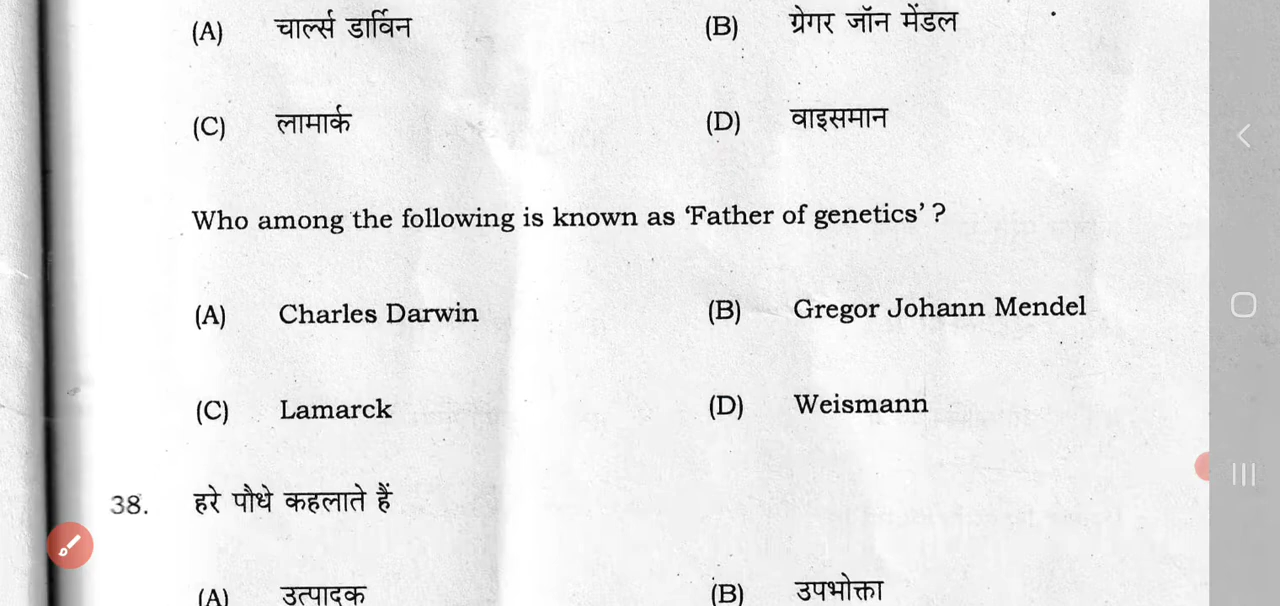 (A) चार्ल्स डार्विन (B) ग्रेगर जॉन मेंडल
(C) लामार्क (D) वाइसमान
Who among the following is known as ‘Father of genetics’ ?
(A) Charles Darwin (B) Gregor Johann Mendel
(C) Lamarck (D) Weismann
38. हरे पौधे कहलाते हैं
(A) उत्पादक (B) उपभोक्ता